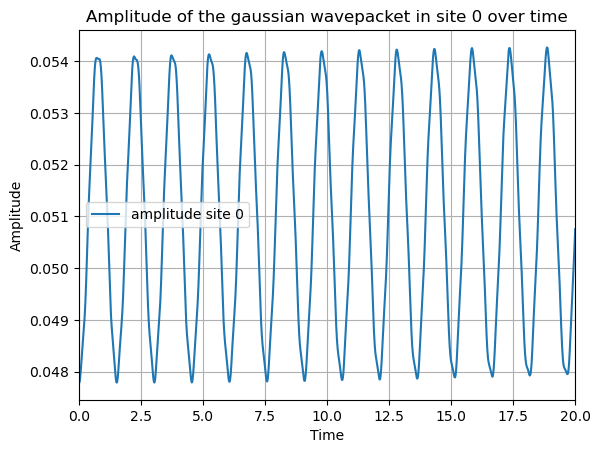 Amplitude of the gaussian wavepacket in site 0 over time
0.054
0.053
0.052
0.051
0.050
0.049
0.048
Amplitude
amplitude site 0
0.0 2.5 5.0 7.5 10.0 12.5 15.0 17.5 20.0
Time